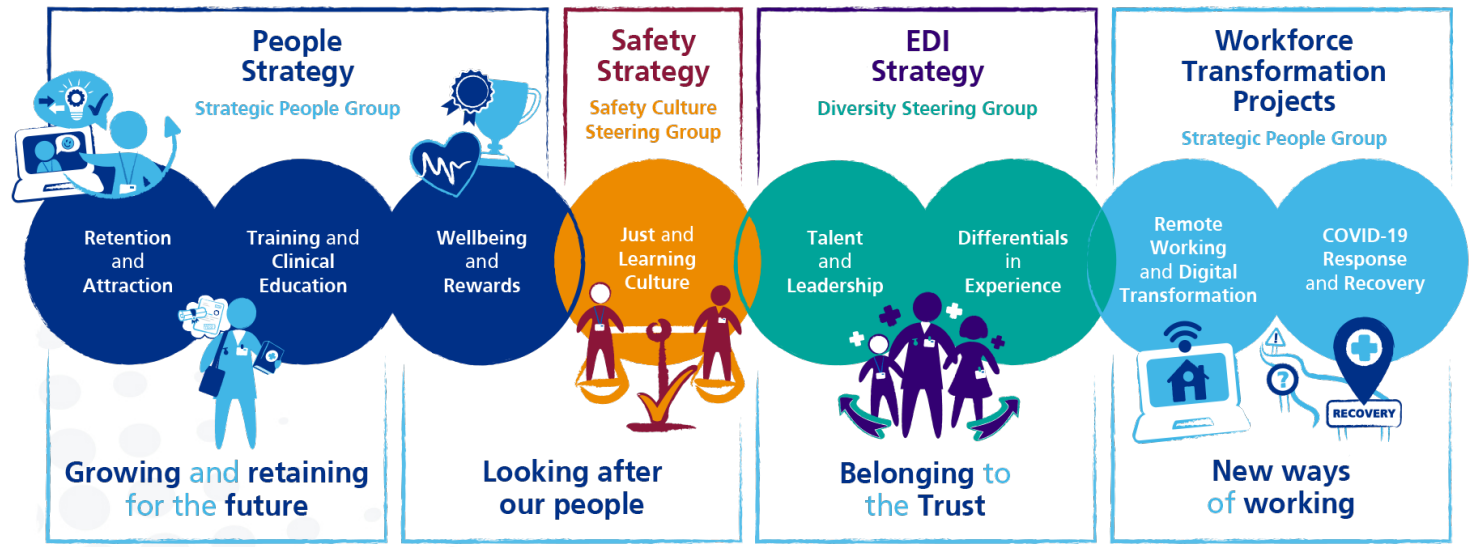 People
Strategy
Strategic People Group
Safety
Strategy
Safety Culture
Steering Group
EDI
Strategy
Diversity Steering Group
Workforce
Transformation
Projects
Strategic People Group
Retention
and
Attraction
Training and
Clinical
Education
Wellbeing
and
Rewards
Just and
Learning
Culture
Talent
and
Leadership
Differentials
in
Experience
Remote
Working
and Digital
Transformation
COVID-19
Response
and Recovery
!
?
RECOVERY
Growing and retaining
for the future
Looking after
our people
Belonging to
the Trust
New ways
of working